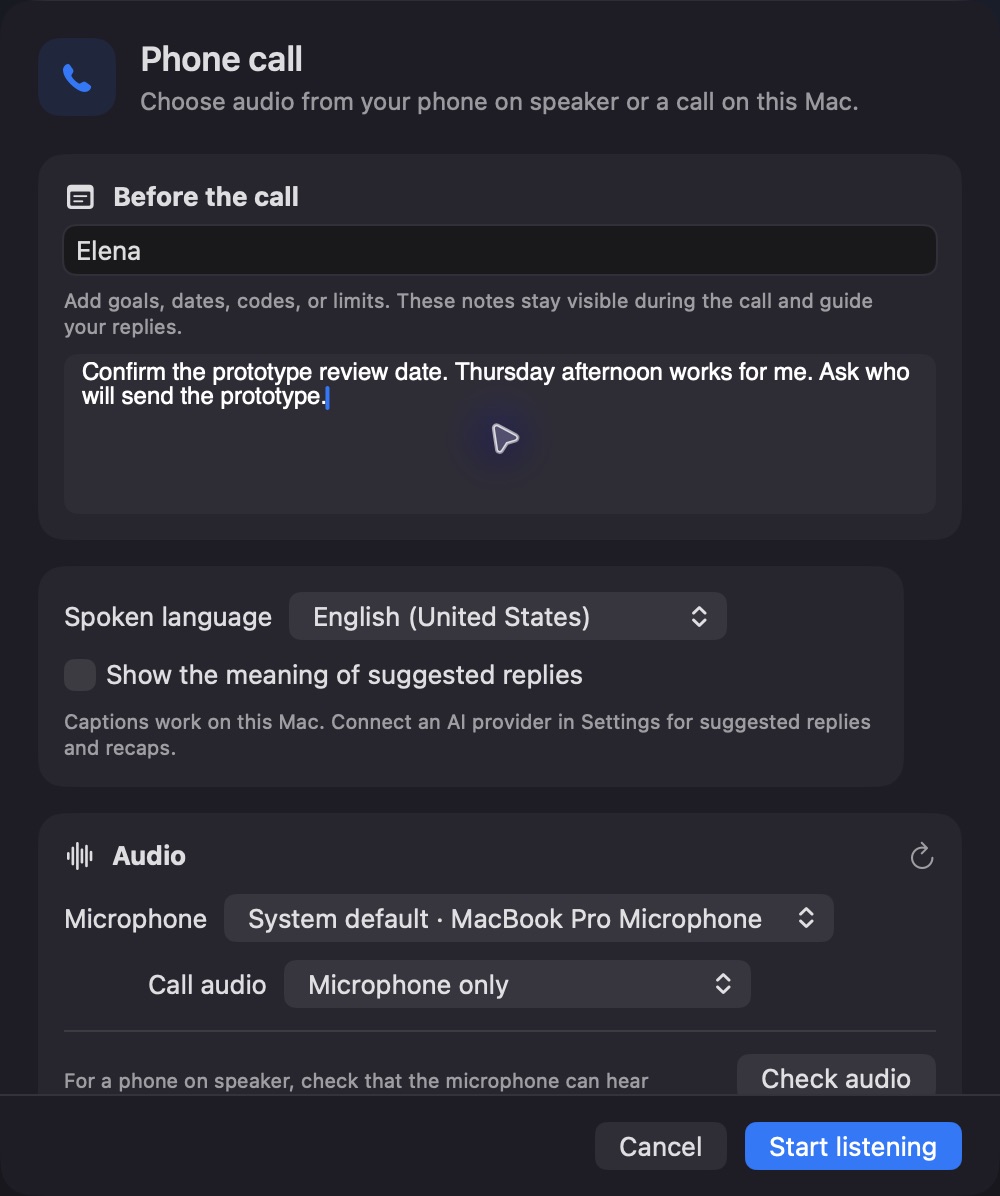 Phone call
Choose audio from your phone on speaker or a call on this Mac.
Before the call
Elena
Add goals, dates, codes, or limits. These notes stay visible during the call and guide
your replies.
Confirm the prototype review date. Thursday afternoon works for me. Ask who
will send the prototype.
Spoken language English (United States)
Show the meaning of suggested replies
Captions work on this Mac. Connect an AI provider in Settings for suggested replies
and recaps.
Audio
Microphone System default · MacBook Pro Microphone
Call audio Microphone only
For a phone on speaker, check that the microphone can hear
Check audio
Cancel Start listening